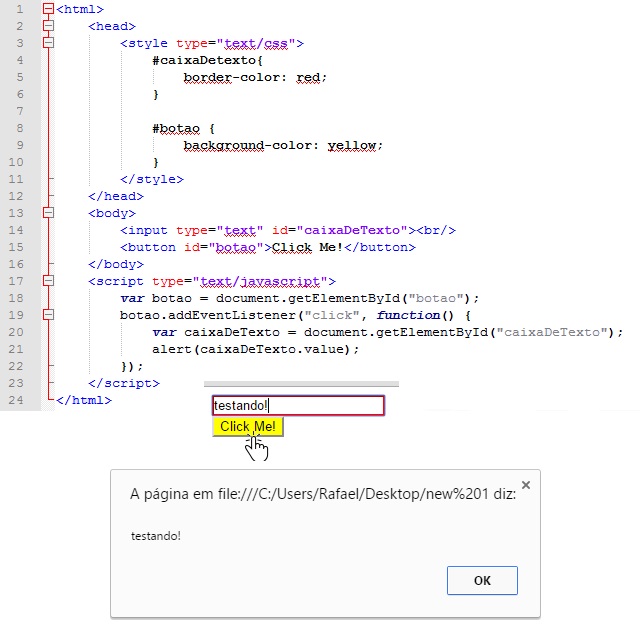 1 <html>
2 <head>
3 <style type="text/css">
4 #caixaDetexto{
5 border-color: red;
6 }
7
8 #botao {
9 background-color: yellow;
10 }
11 </style>
12 </head>
13 <body>
14 <input type="text" id="caixaDeTexto"><br/>
15 <button id="botao">Click Me!</button>
16 </body>
17 <script type="text/javascript">
18 var botao = document.getElementById("botao");
19 botao.addEventListener("click", function() {
20 var caixaDeTexto = document.getElementById("caixaDeTexto");
21 alert(caixaDeTexto.value);
22 });
23 </script>
24 </html>
testando!
Click Me!
A página em file:///C:/Users/Rafael/Desktop/new%201 diz: ×
testando!
OK